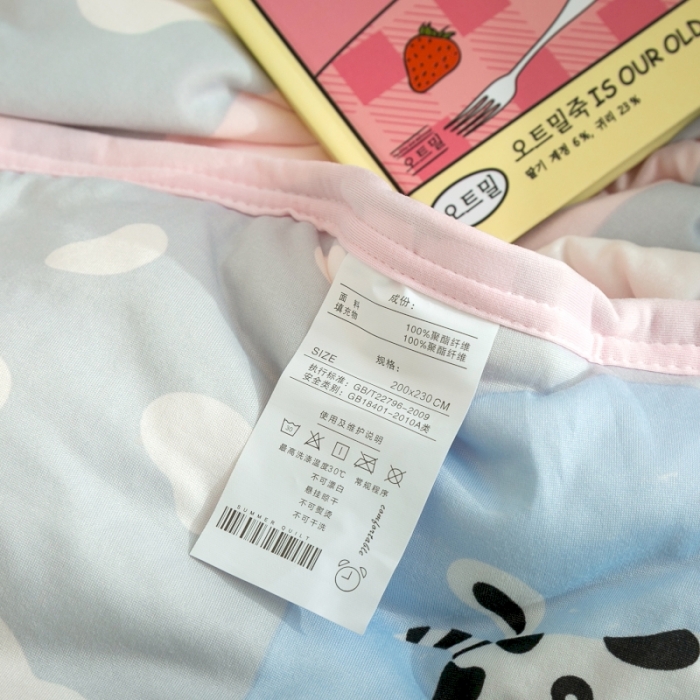 오트밀
오트밀죽 IS OUR OLD
딸기 계정 6%, 귀리 23%
오트밀
成份：
面 料 100%聚酯纤维
填充物 100%聚酯纤维
SIZE 规格：
200x230CM
执行标准：GB/T22796-2009
安全类别：GB18401-2010A类
使用及维护说明
30
最高洗涤温度30℃ 常规程序
不可漂白
悬挂晾干
不可熨烫
不可干洗
SUMMER QUILT
comfortable